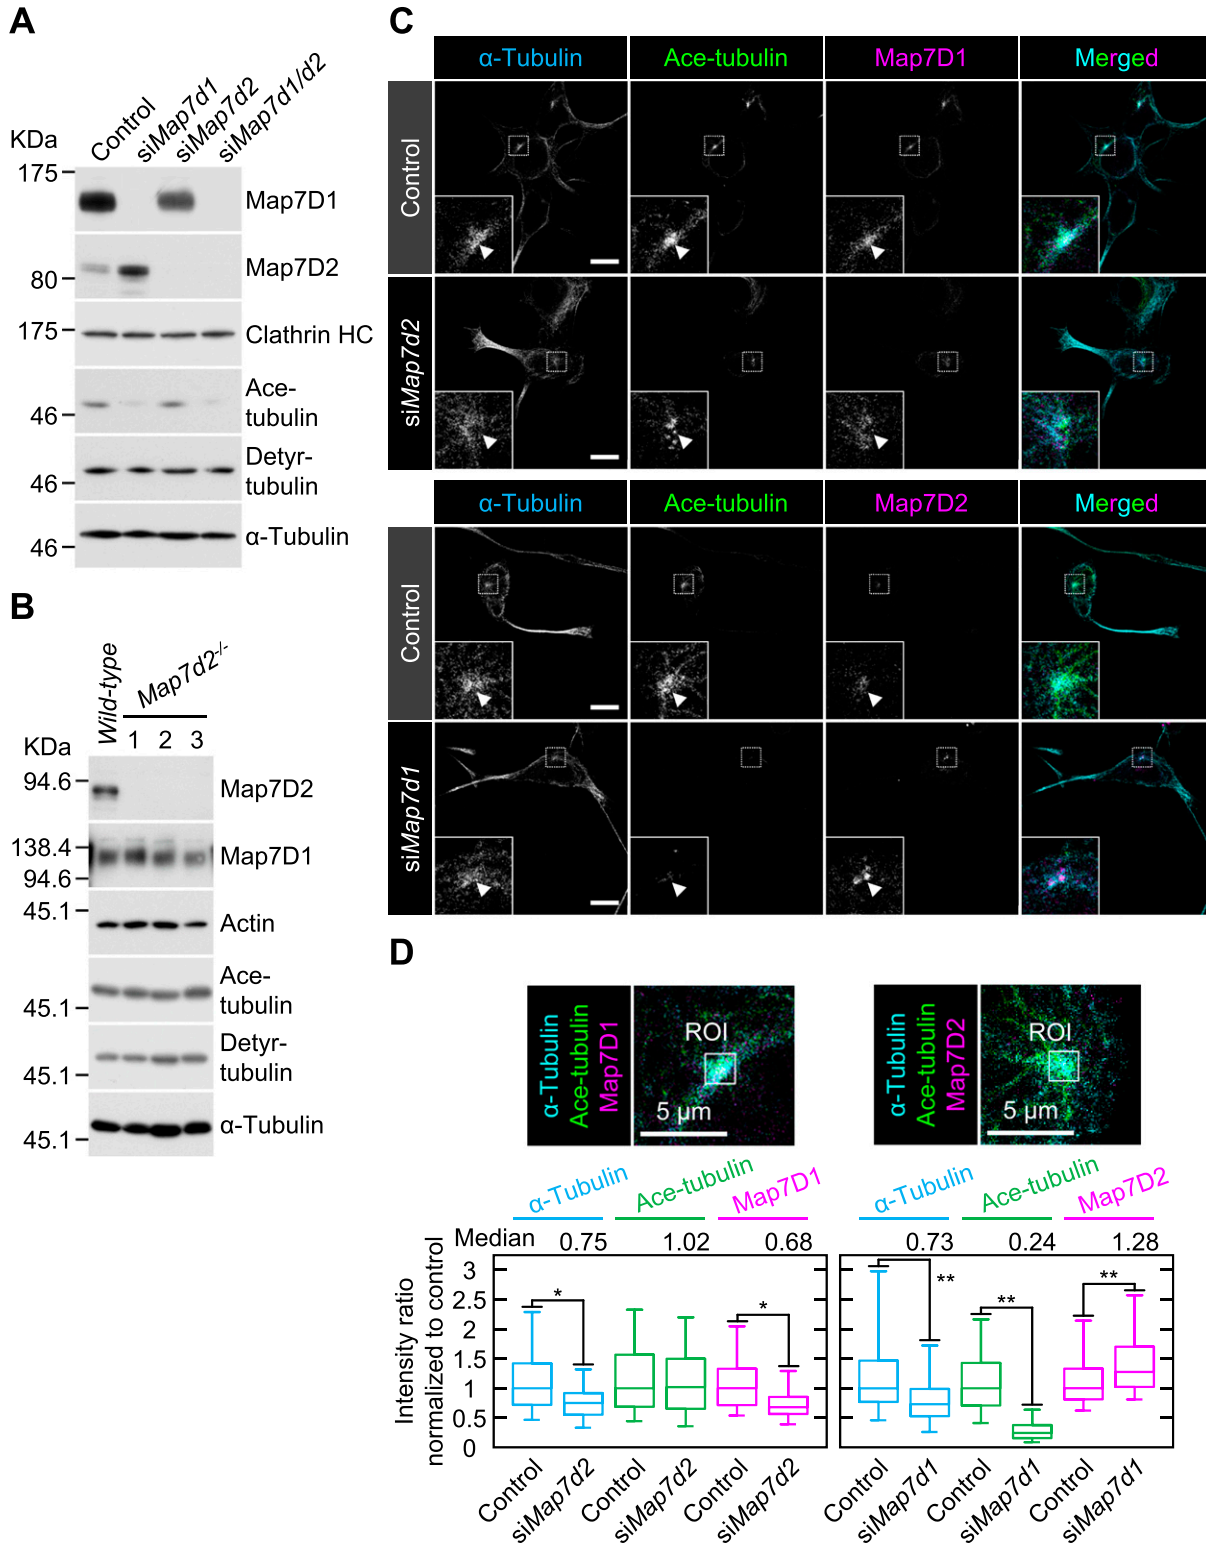 A
KDa
Control
siMap7d1
siMap7d2
siMap7d1/d2
175
Map7D1
Map7D2
80
175
Clathrin HC
Ace-
tubulin
46
Detyr-
tubulin
46
α-Tubulin
46
B
Wild-type
Map7d2-/-
KDa
1 2 3
94.6
Map7D2
138.4
Map7D1
94.6
45.1
Actin
Ace-
tubulin
45.1
Detyr-
tubulin
45.1
α-Tubulin
45.1
C
α-Tubulin Ace-tubulin Map7D1 Merged
Control
siMap7d2
α-Tubulin Ace-tubulin Map7D2 Merged
Control
siMap7d1
D
α-Tubulin
Ace-tubulin
Map7D1
ROI
5 μm
α-Tubulin
Ace-tubulin
Map7D2
ROI
5 μm
α-Tubulin Ace-tubulin Map7D1
α-Tubulin Ace-tubulin Map7D2
Median 0.75 1.02 0.68 0.73 0.24 1.28
Intensity ratio
normalized to control
3
2.5
2
1.5
1
0.5
0
* *
** ** **
Control siMap7d2 Control siMap7d2 Control siMap7d2
Control siMap7d1 Control siMap7d1 Control siMap7d1